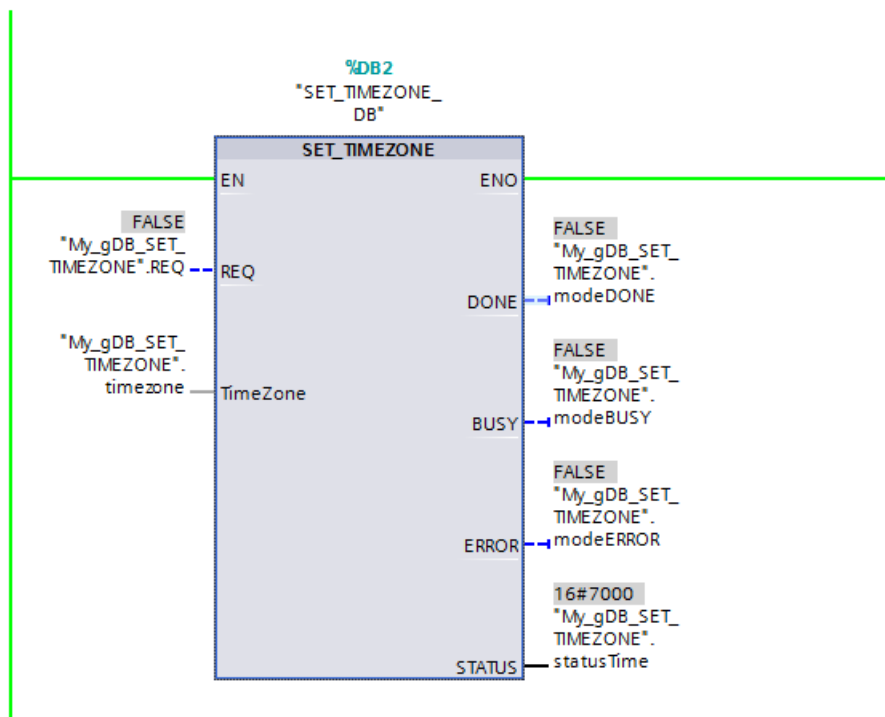 %DB2
"SET_TIMEZONE_
DB"
SET_TIMEZONE
EN
ENO
FALSE
"My_gDB_SET_
TIMEZONE".REQ
REQ
FALSE
"My_gDB_SET_
TIMEZONE".
modeDONE
DONE
"My_gDB_SET_
TIMEZONE".
timezone
TimeZone
FALSE
"My_gDB_SET_
TIMEZONE".
modeBUSY
BUSY
FALSE
"My_gDB_SET_
TIMEZONE".
modeERROR
ERROR
16#7000
"My_gDB_SET_
TIMEZONE".
statusTime
STATUS